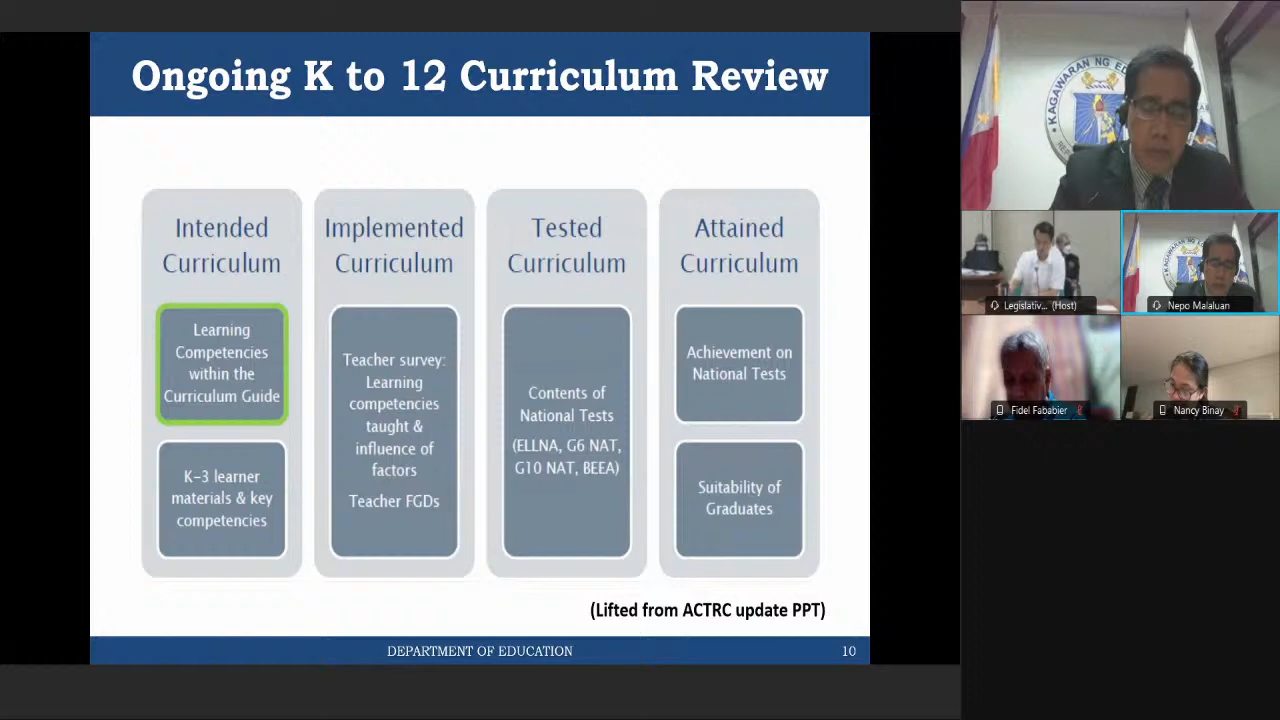 Ongoing K to 12 Curriculum Review
Intended
Curriculum
Learning
Competencies
within the
Curriculum Guide
K-3 learner
materials & key
competencies
Implemented
Curriculum
Teacher survey:
Learning
competencies
taught &
influence of
factors
Teacher FGDs
Tested
Curriculum
Contents of
National Tests
(ELLNA, G6 NAT,
G10 NAT, BEEA)
Attained
Curriculum
Achievement on
National Tests
Suitability of
Graduates
(Lifted from ACTRC update PPT)
DEPARTMENT OF EDUCATION
10
KAGAWARAN NG
Legislativ... (Host)
Nepo Malaluan
Fidel Fababier
Nancy Binay